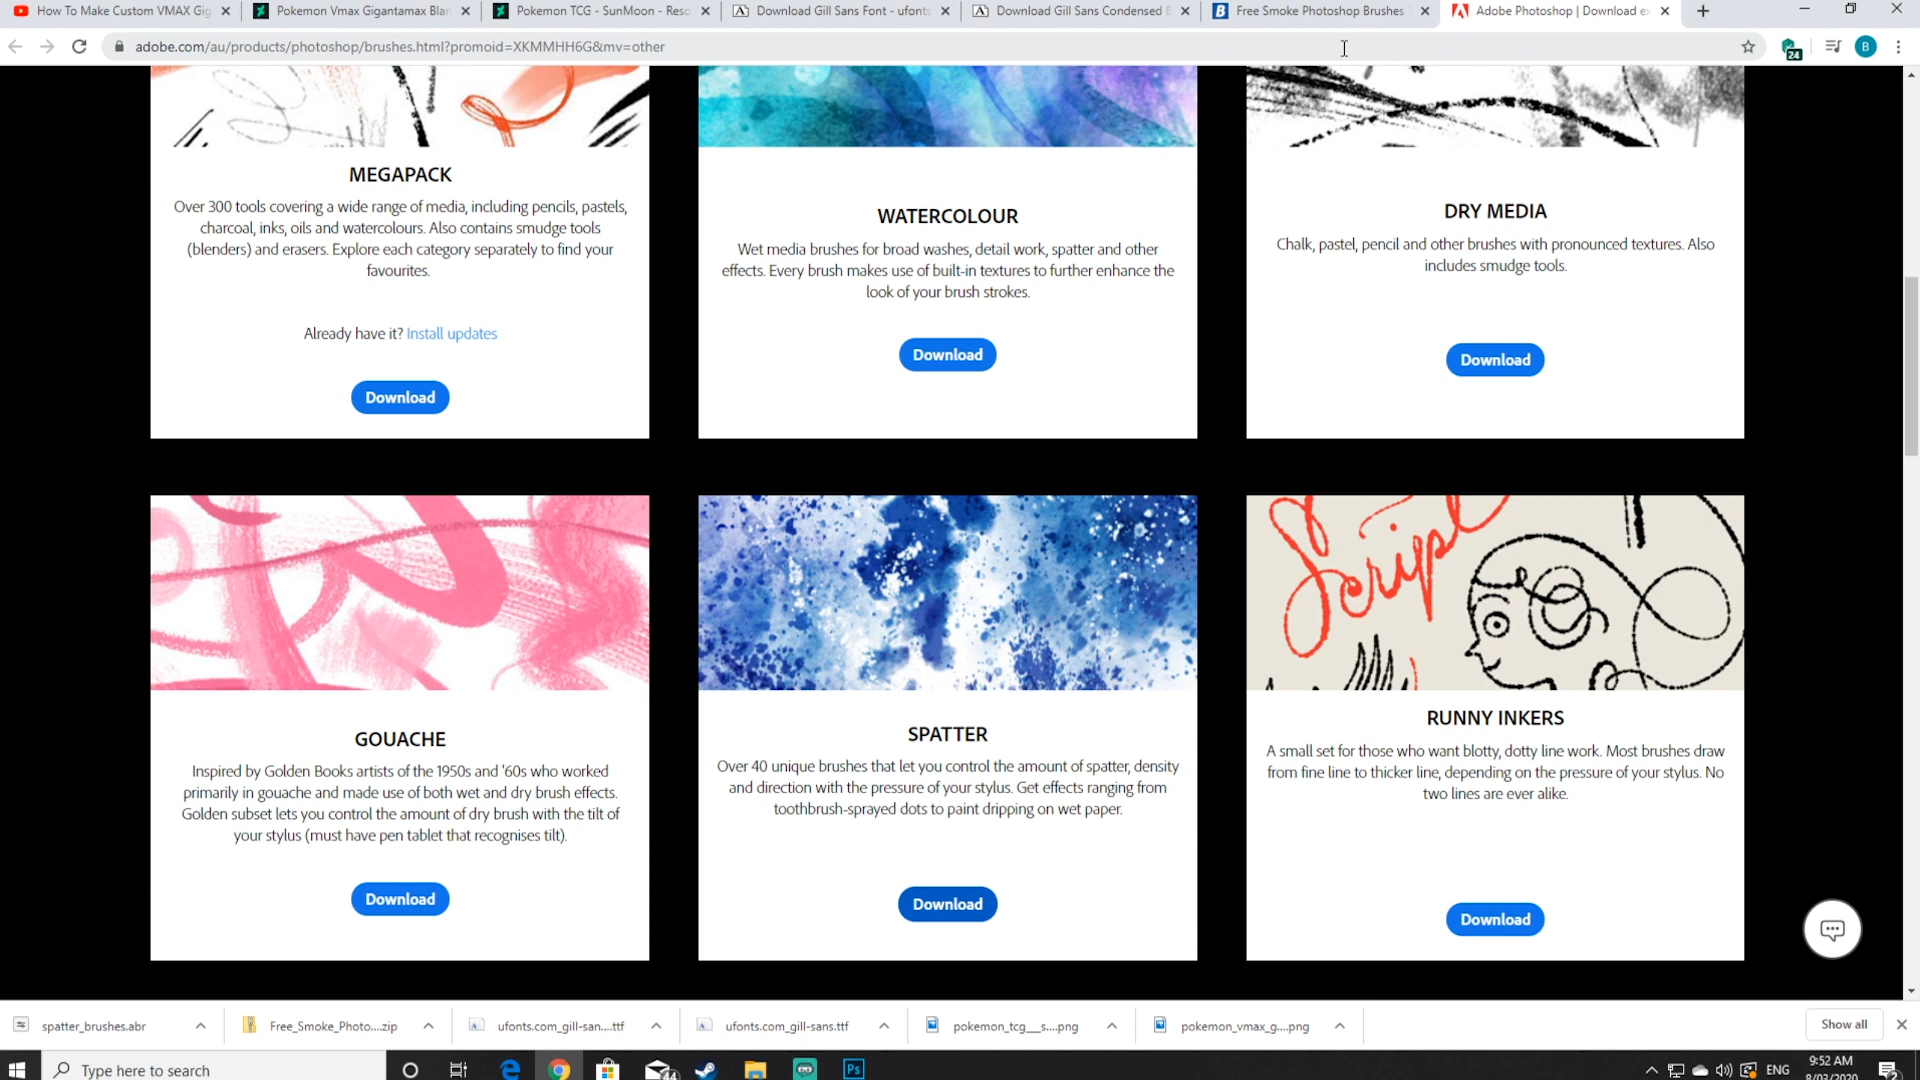 How To Make Custom VMAX Gig
Pokemon Vmax Gigantamax Blan
Pokemon TCG - SunMoon - Reso
Download Gill Sans Font - ufonts
Download Gill Sans Condensed B
Free Smoke Photoshop Brushes
Adobe Photoshop | Download ex
adobe.com/au/products/photoshop/brushes.html?promoid=XKMMHH6G&mv=other
24
B
MEGAPACK
Over 300 tools covering a wide range of media, including pencils, pastels,
charcoal, inks, oils and watercolours. Also contains smudge tools
(blenders) and erasers. Explore each category separately to find your
favourites.
Already have it? Install updates
Download
WATERCOLOUR
Wet media brushes for broad washes, detail work, spatter and other
effects. Every brush makes use of built-in textures to further enhance the
look of your brush strokes.
Download
DRY MEDIA
Chalk, pastel, pencil and other brushes with pronounced textures. Also
includes smudge tools.
Download
GOUACHE
Inspired by Golden Books artists of the 1950s and '60s who worked
primarily in gouache and made use of both wet and dry brush effects.
Golden subset lets you control the amount of dry brush with the tilt of
your stylus (must have pen tablet that recognises tilt).
Download
SPATTER
Over 40 unique brushes that let you control the amount of spatter, density
and direction with the pressure of your stylus. Get effects ranging from
toothbrush-sprayed dots to paint dripping on wet paper.
Download
Script
RUNNY INKERS
A small set for those who want blotty, dotty line work. Most brushes draw
from fine line to thicker line, depending on the pressure of your stylus. No
two lines are ever alike.
Download
spatter_brushes.abr
Free_Smoke_Photo....zip
ufonts.com_gill-san....ttf
ufonts.com_gill-sans.ttf
pokemon_tcg__s....png
pokemon_vmax_g....png
Show all
Type here to search
44
Ps
ENG
9:52 AM
8/03/2020
2